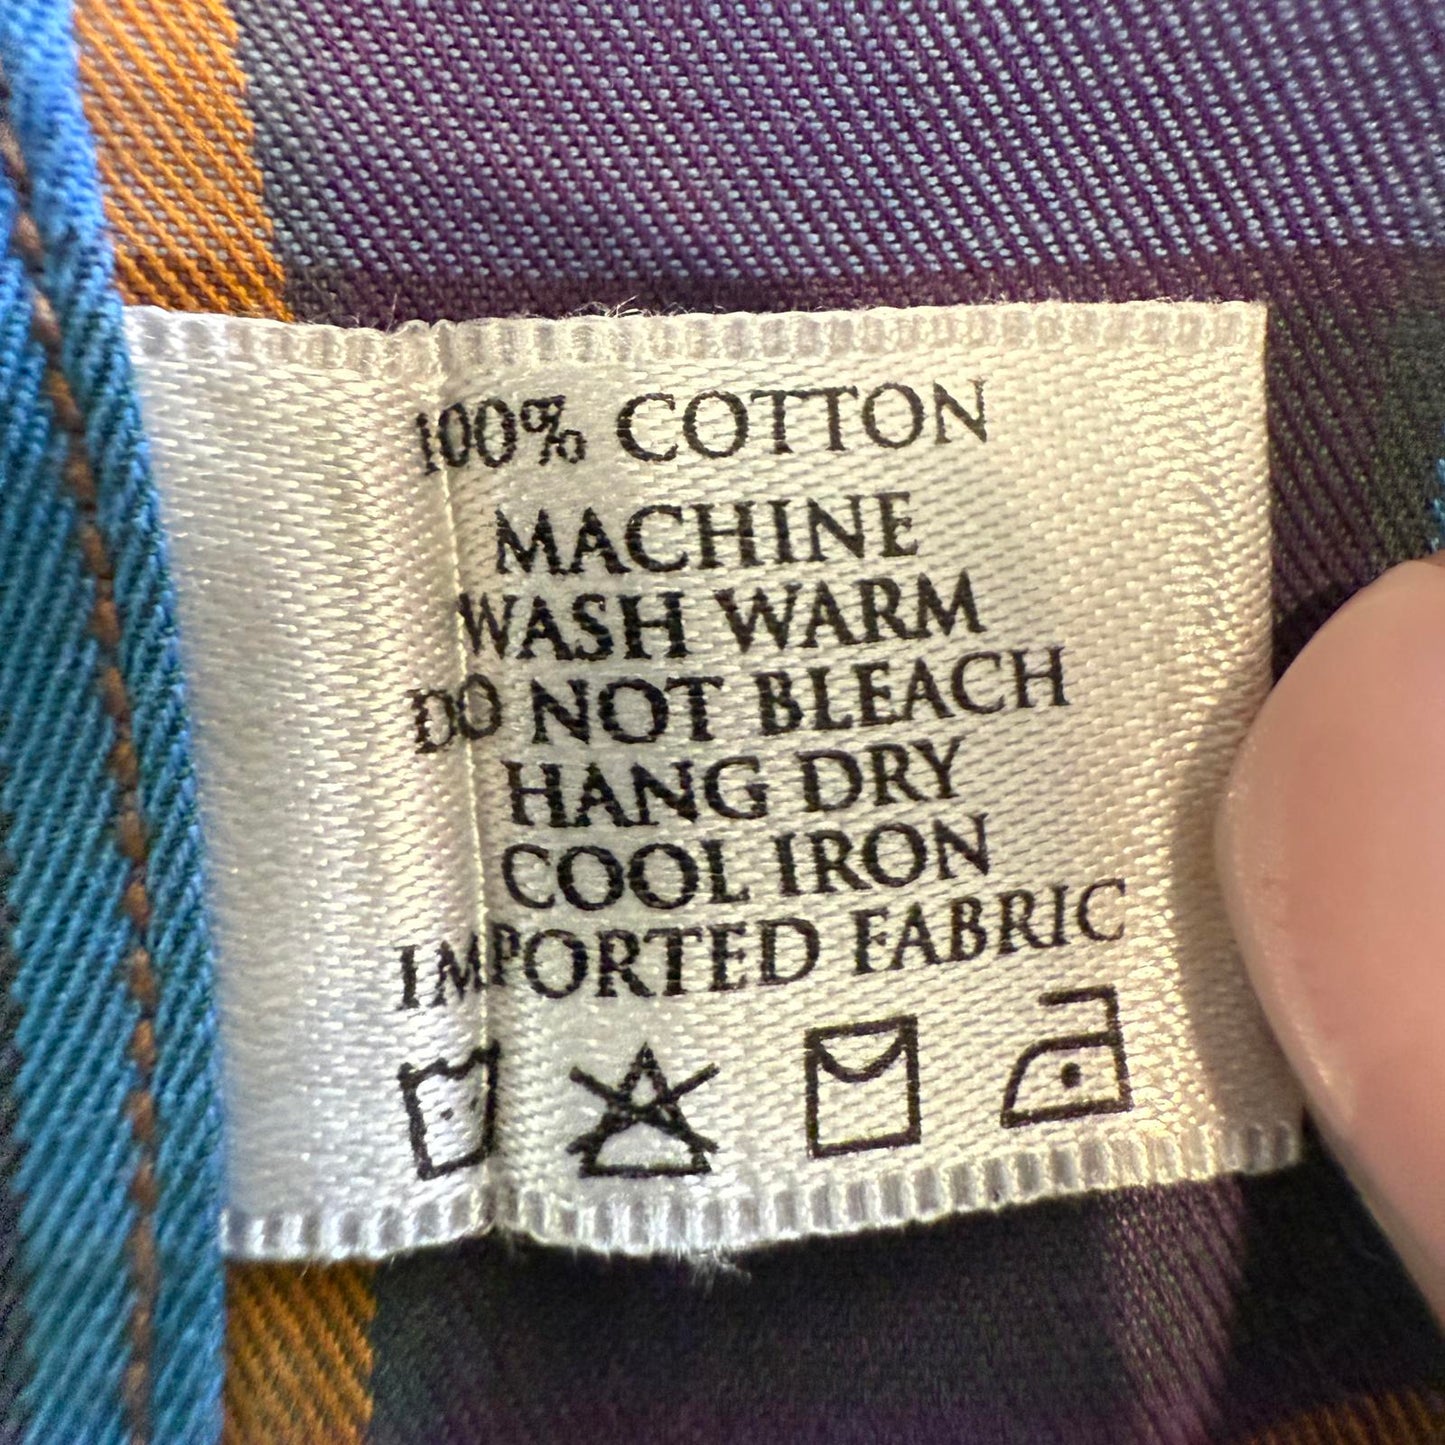 100% COTTON
MACHINE
WASH WARM
DO NOT BLEACH
HANG DRY
COOL IRON
IMPORTED FABRIC